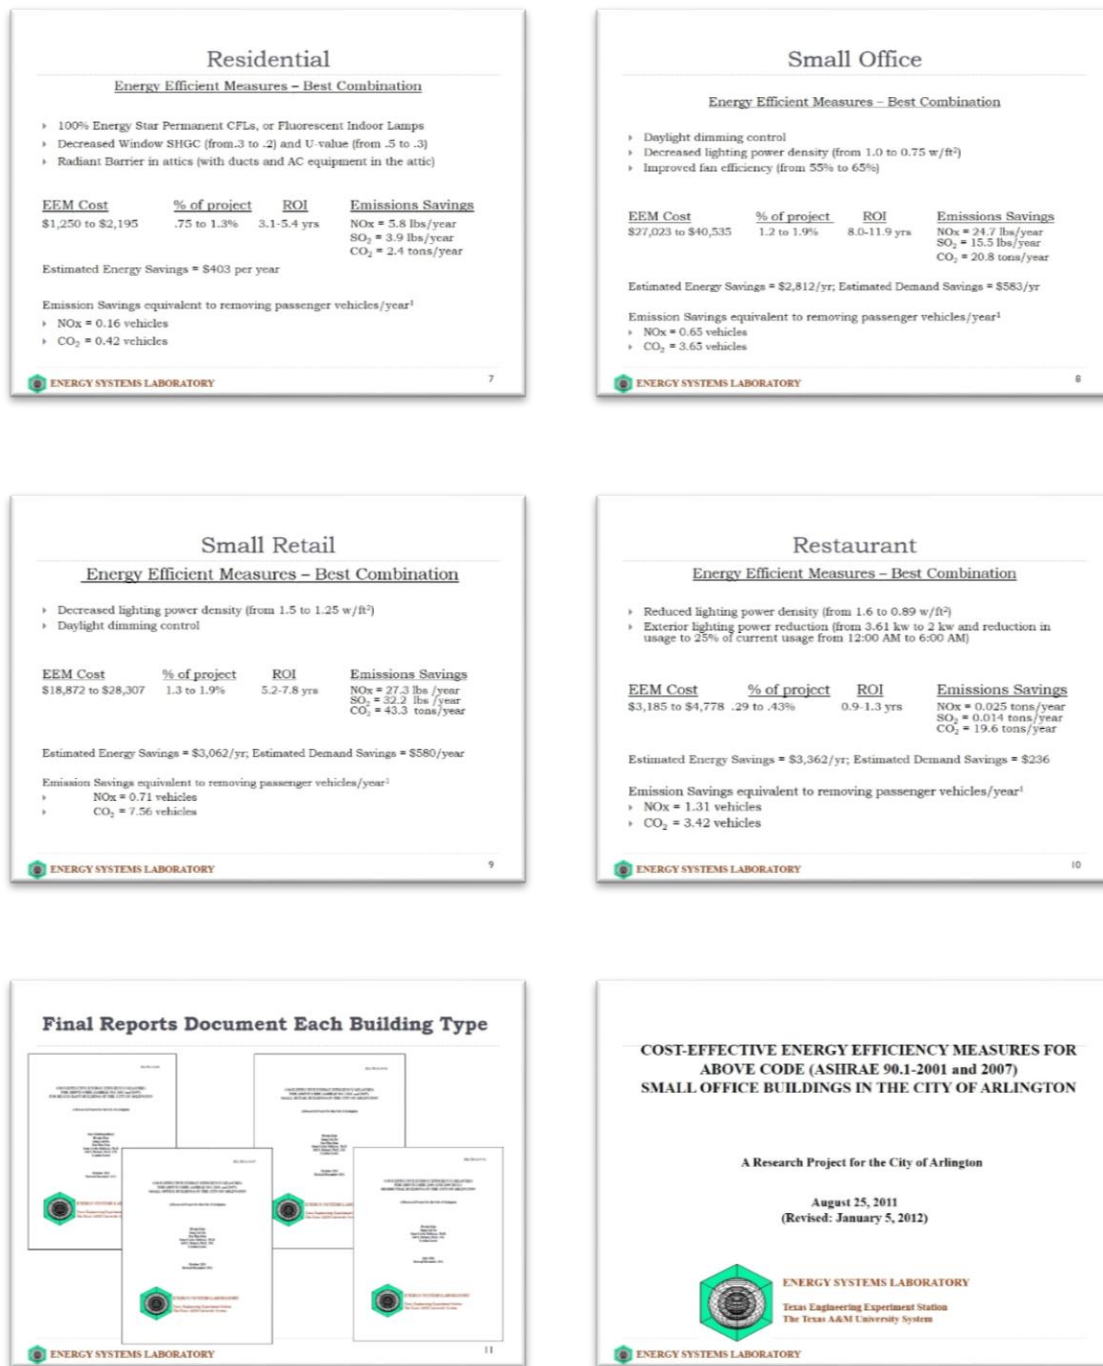 Residential
Energy Efficient Measures – Best Combination
100% Energy Star Permanent CFLs, or Fluorescent Indoor Lamps
Decreased Window SHGC (from.3 to .2) and U-value (from .5 to .3)
Radiant Barrier in attics (with ducts and AC equipment in the attic)
EEM Cost % of project ROI Emissions Savings
$1,250 to $2,195 .75 to 1.3% 3.1-5.4 yrs NOx = 5.8 lbs/year
SO₂ = 3.9 lbs/year
CO₂ = 2.4 tons/year
Estimated Energy Savings = $403 per year
Emission Savings equivalent to removing passenger vehicles/year¹
NOx = 0.16 vehicles
CO₂ = 0.42 vehicles
ENERGY SYSTEMS LABORATORY 7
Small Office
Energy Efficient Measures – Best Combination
Daylight dimming control
Decreased lighting power density (from 1.0 to 0.75 w/ft²)
Improved fan efficiency (from 55% to 65%)
EEM Cost % of project ROI Emissions Savings
$27,023 to $40,535 1.2 to 1.9% 8.0-11.9 yrs NOx = 24.7 lbs/year
SO₂ = 15.5 lbs/year
CO₂ = 20.8 tons/year
Estimated Energy Savings = $2,812/yr; Estimated Demand Savings = $583/yr
Emission Savings equivalent to removing passenger vehicles/year¹
NOx = 0.65 vehicles
CO₂ = 3.65 vehicles
ENERGY SYSTEMS LABORATORY 8
Small Retail
Energy Efficient Measures – Best Combination
Decreased lighting power density (from 1.5 to 1.25 w/ft²)
Daylight dimming control
EEM Cost % of project ROI Emissions Savings
$18,872 to $28,307 1.3 to 1.9% 5.2-7.8 yrs NOx = 27.3 lbs /year
SO₂ = 32.2 lbs /year
CO₂ = 43.3 tons/year
Estimated Energy Savings = $3,062/yr; Estimated Demand Savings = $580/year
Emission Savings equivalent to removing passenger vehicles/year¹
NOx = 0.71 vehicles
CO₂ = 7.56 vehicles
ENERGY SYSTEMS LABORATORY 9
Restaurant
Energy Efficient Measures – Best Combination
Reduced lighting power density (from 1.6 to 0.89 w/ft²)
Exterior lighting power reduction (from 3.61 kw to 2 kw and reduction in
usage to 25% of current usage from 12:00 AM to 6:00 AM)
EEM Cost % of project ROI Emissions Savings
$3,185 to $4,778 .29 to .43% 0.9-1.3 yrs NOx = 0.025 tons/year
SO₂ = 0.014 tons/year
CO₂ = 19.6 tons/year
Estimated Energy Savings = $3,362/yr; Estimated Demand Savings = $236
Emission Savings equivalent to removing passenger vehicles/year¹
NOx = 1.31 vehicles
CO₂ = 3.42 vehicles
ENERGY SYSTEMS LABORATORY 10
Final Reports Document Each Building Type
ENERGY SYSTEMS LABORATORY 11
COST-EFFECTIVE ENERGY EFFICIENCY MEASURES FOR
ABOVE CODE (ASHRAE 90.1-2001 and 2007)
SMALL OFFICE BUILDINGS IN THE CITY OF ARLINGTON
A Research Project for the City of Arlington
August 25, 2011
(Revised: January 5, 2012)
ENERGY SYSTEMS LABORATORY
Texas Engineering Experiment Station
The Texas A&M University System
ENERGY SYSTEMS LABORATORY